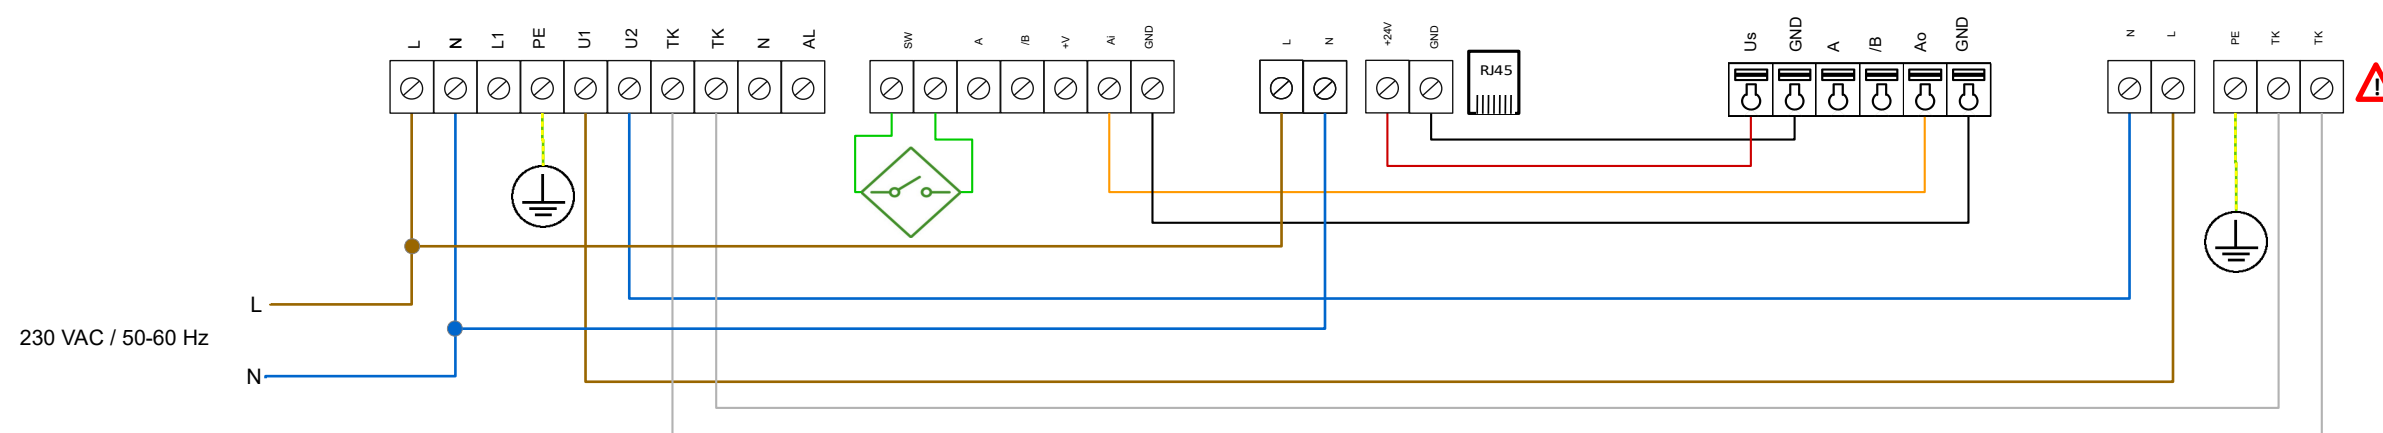 L N L1 PE U1 U2 TK TK N AL
SW A /B +V Ai GND
L N
+24V GND
RJ45
Us GND A /B Ao GND
N L
PE TK TK
!
L
230 VAC / 50-60 Hz
N